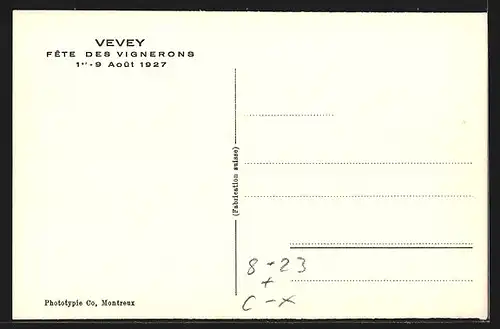 VEVEY
FÊTE DES VIGNERONS
1er - 9 Août 1927
(Fabrication suisse)
8-23
+
C-X
Phototypie Co, Montreux